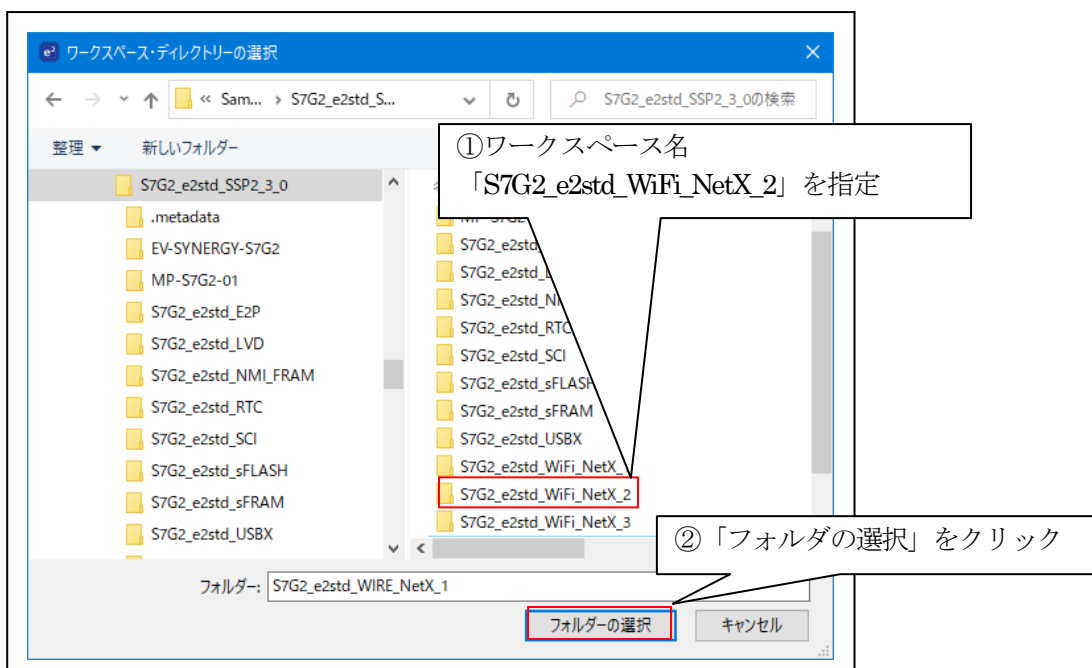 e² ワークスペース・ディレクトリーの選択
« Sam... › S7G2_e2std_S...
S7G2_e2std_SSP2_3_0の検索
整理
新しいフォルダー
①ワークスペース名
「S7G2_e2std_WiFi_NetX_2」を指定
S7G2_e2std_SSP2_3_0
.metadata
EV-SYNERGY-S7G2
MP-S7G2-01
S7G2_e2std_E2P
S7G2_e2std_LVD
S7G2_e2std_NMI_FRAM
S7G2_e2std_RTC
S7G2_e2std_SCI
S7G2_e2std_sFLASH
S7G2_e2std_sFRAM
S7G2_e2std_USBX
S7G2_e2std_
S7G2_e2std_
S7G2_e2std_
S7G2_e2std_RTC
S7G2_e2std_SCI
S7G2_e2std_sFLASH
S7G2_e2std_sFRAM
S7G2_e2std_USBX
S7G2_e2std_WiFi_NetX_
S7G2_e2std_WiFi_NetX_2
S7G2_e2std_WiFi_NetX_3
②「フォルダの選択」をクリック
フォルダー: S7G2_e2std_WIRE_NetX_1
フォルダーの選択
キャンセル